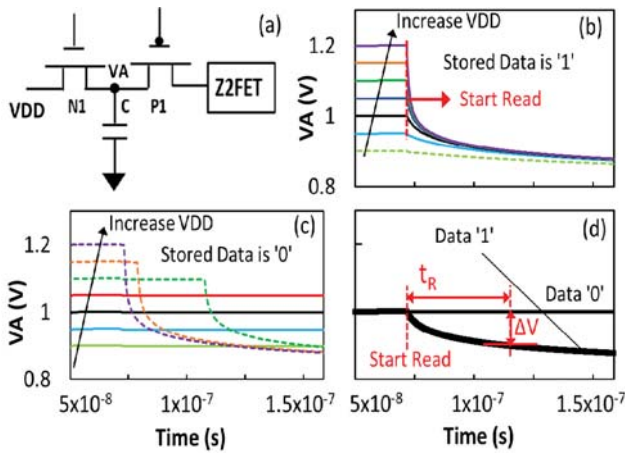 (a)
VA
VDD
N1
C
P1
Z2FET
(b)
Increase VDD
Stored Data is '1'
Start Read
VA (V)
1.2
1
0.8
(c)
Increase VDD
Stored Data is '0'
VA (V)
1.2
1
0.8
5x10⁻⁸
1x10⁻⁷
1.5x10⁻⁷
Time (s)
(d)
Data '1'
Data '0'
tR
ΔV
Start Read
5x10⁻⁸
1x10⁻⁷
1.5x10⁻⁷
Time (s)